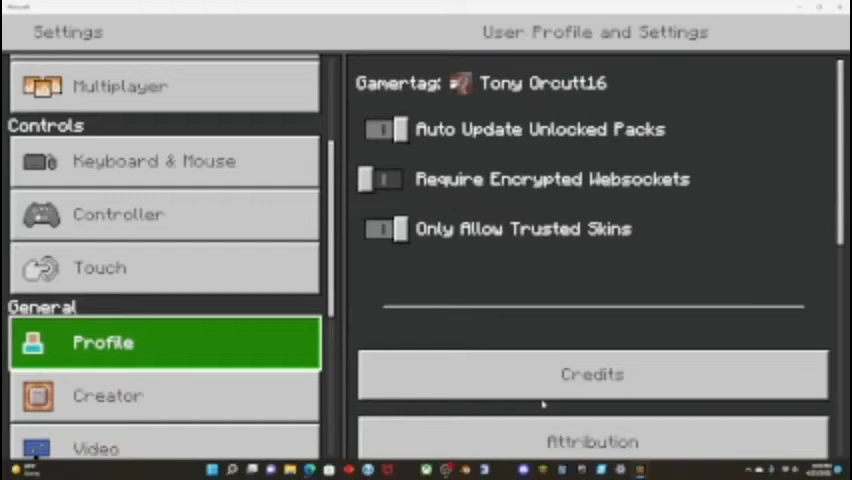 Minecraft
Settings
User Profile and Settings
Multiplayer
Controls
Keyboard & Mouse
Controller
Touch
General
Profile
Creator
Video
Gamertag: Tony Orcutt16
Auto Update Unlocked Packs
Require Encrypted Websockets
Only Allow Trusted Skins
Credits
Attribution